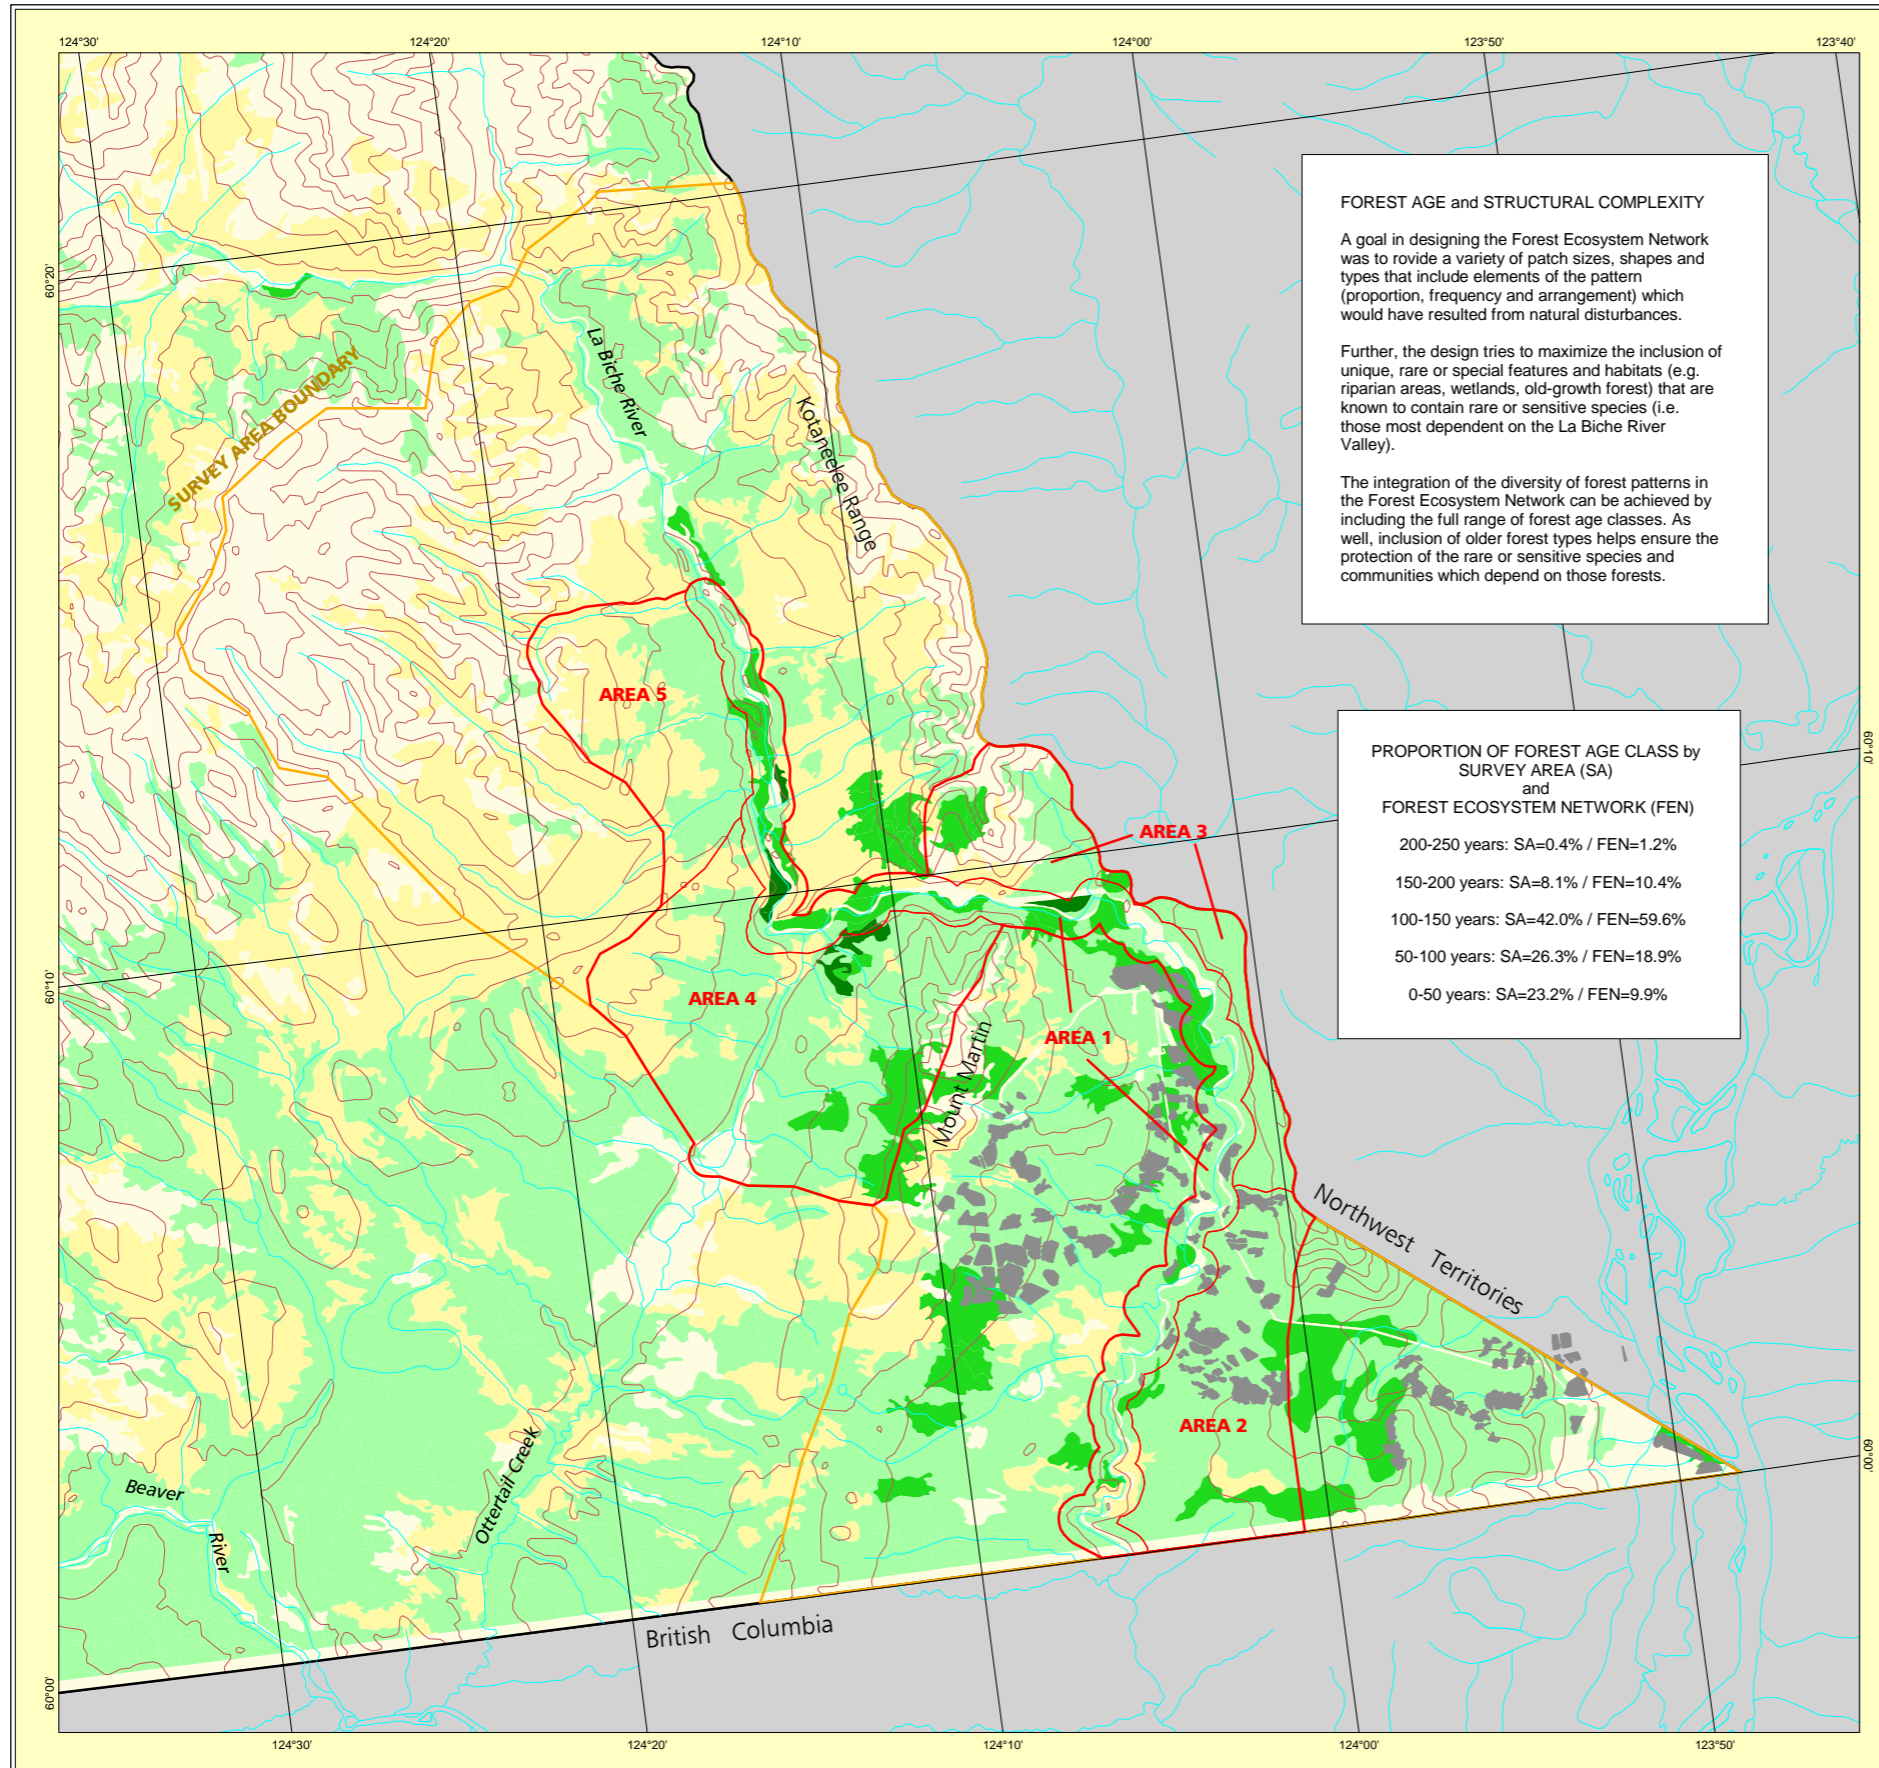 124°30'
124°20'
124°10'
124°00'
123°50'
123°40'
FOREST AGE and STRUCTURAL COMPLEXITY
A goal in designing the Forest Ecosystem Network
was to rovide a variety of patch sizes, shapes and
types that include elements of the pattern
(proportion, frequency and arrangement) which
would have resulted from natural disturbances.
Further, the design tries to maximize the inclusion of
unique, rare or special features and habitats (e.g.
riparian areas, wetlands, old-growth forest) that are
known to contain rare or sensitive species (i.e.
those most dependent on the La Biche River
Valley).
The integration of the diversity of forest patterns in
the Forest Ecosystem Network can be achieved by
including the full range of forest age classes. As
well, inclusion of older forest types helps ensure the
protection of the rare or sensitive species and
communities which depend on those forests.
60°20'
La Biche River
SURVEY AREA BOUNDARY
Kotaneelee Range
AREA 5
PROPORTION OF FOREST AGE CLASS by
SURVEY AREA (SA)
and
FOREST ECOSYSTEM NETWORK (FEN)
200-250 years: SA=0.4% / FEN=1.2%
150-200 years: SA=8.1% / FEN=10.4%
100-150 years: SA=42.0% / FEN=59.6%
50-100 years: SA=26.3% / FEN=18.9%
0-50 years: SA=23.2% / FEN=9.9%
60°10'
AREA 3
60°10'
AREA 4
AREA 1
Mount Martin
Northwest Territories
AREA 2
60°00'
Beaver
River
Ottertail Creek
British Columbia
60°00'
124°30'
124°20'
124°10'
124°00'
123°50'